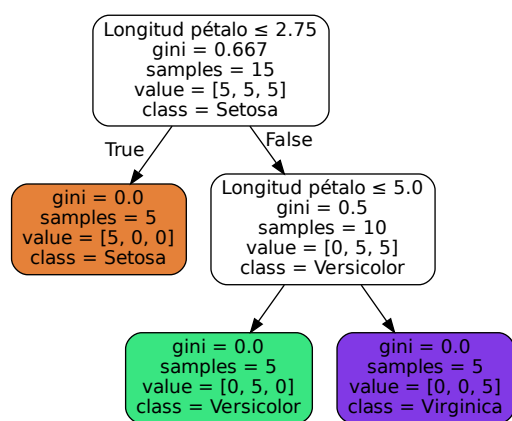 Longitud pétalo ≤ 2.75
gini = 0.667
samples = 15
value = [5, 5, 5]
class = Setosa
True
False
gini = 0.0
samples = 5
value = [5, 0, 0]
class = Setosa
Longitud pétalo ≤ 5.0
gini = 0.5
samples = 10
value = [0, 5, 5]
class = Versicolor
gini = 0.0
samples = 5
value = [0, 5, 0]
class = Versicolor
gini = 0.0
samples = 5
value = [0, 0, 5]
class = Virginica